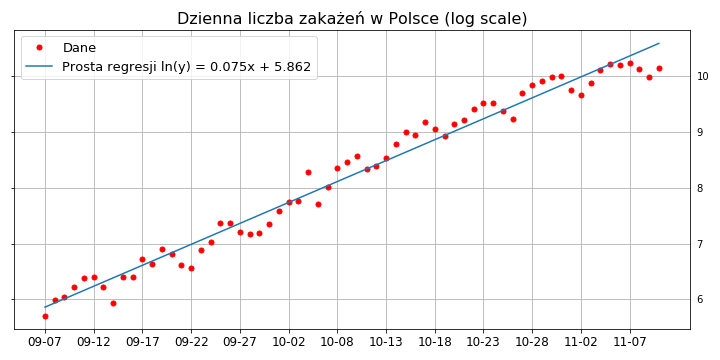 Dzienna liczba zakażeń w Polsce (log scale)
Dane
Prosta regresji ln(y) = 0.075x + 5.862
10
9
8
7
6
09-07 09-12 09-17 09-22 09-27 10-02 10-08 10-13 10-18 10-23 10-28 11-02 11-07